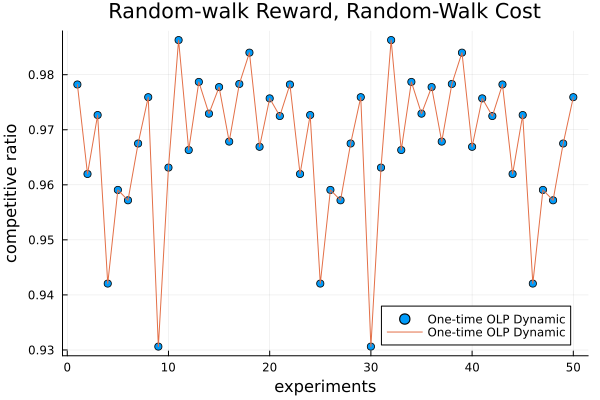 Random-walk Reward, Random-Walk Cost
competitive ratio
0.98
0.97
0.96
0.95
0.94
0.93
One-time OLP Dynamic
One-time OLP Dynamic
0 10 20 30 40 50
experiments